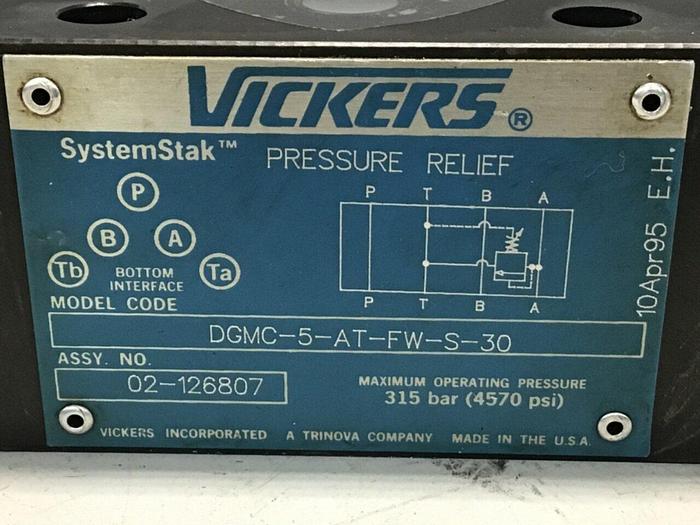 VICKERS®
SystemStak™ PRESSURE RELIEF
P
B A
Tb BOTTOM INTERFACE Ta
P T B A
P T B A
10Apr95 E.H.
MODEL CODE
DGMC-5-AT-FW-S-30
ASSY. NO.
02-126807
MAXIMUM OPERATING PRESSURE
315 bar (4570 psi)
VICKERS INCORPORATED A TRINOVA COMPANY MADE IN THE U.S.A.